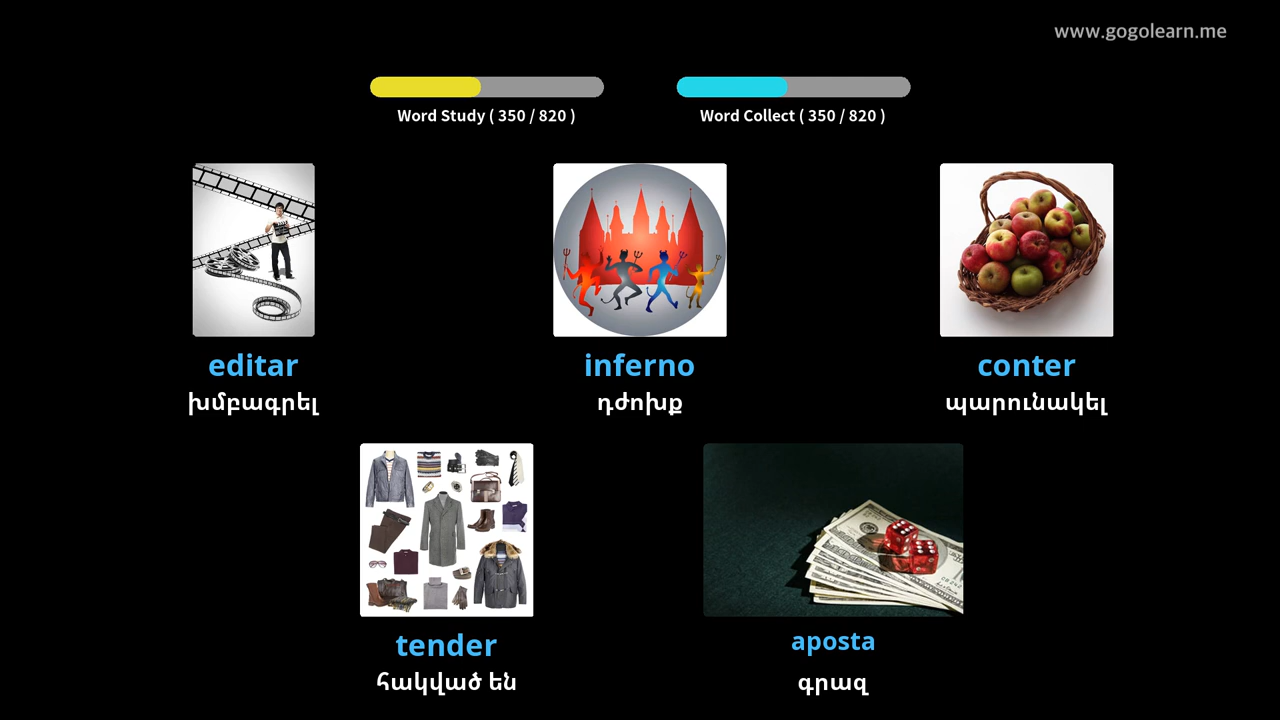 www.gogolearn.me
Word Study ( 350 / 820 )
Word Collect ( 350 / 820 )
editar
խմբագրել
inferno
դժոխք
conter
պարունակել
tender
հակված են
aposta
գրազ